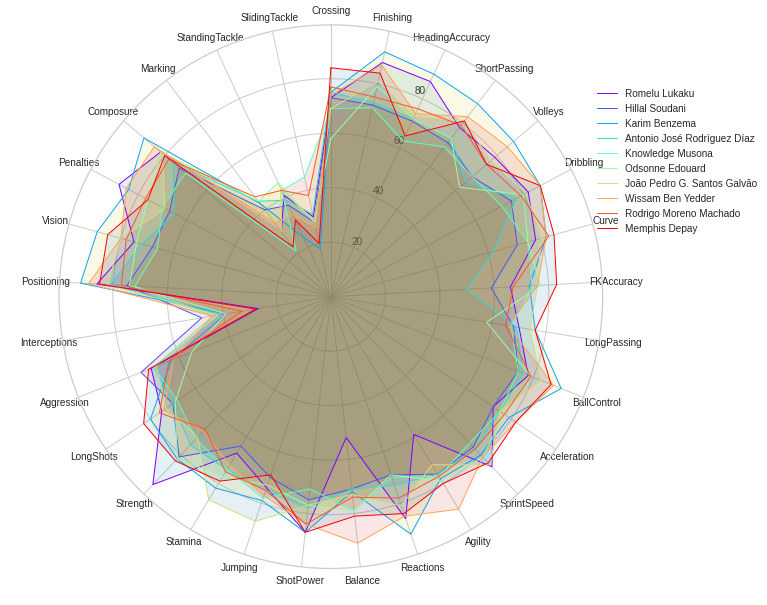 Crossing
Finishing
HeadingAccuracy
ShortPassing
Volleys
Dribbling
Curve
FKAccuracy
LongPassing
BallControl
Acceleration
SprintSpeed
Agility
Reactions
Balance
ShotPower
Jumping
Stamina
Strength
LongShots
Aggression
Interceptions
Positioning
Vision
Penalties
Composure
Marking
StandingTackle
SlidingTackle
20
40
60
80
Romelu Lukaku
Hillal Soudani
Karim Benzema
Antonio José Rodríguez Díaz
Knowledge Musona
Odsonne Edouard
João Pedro G. Santos Galvão
Wissam Ben Yedder
Rodrigo Moreno Machado
Memphis Depay